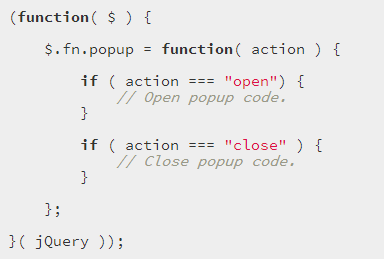 (function( $ ) {
$.fn.popup = function( action ) {
if ( action === "open") {
// Open popup code.
}
if ( action === "close" ) {
// Close popup code.
}
};
}( jQuery ));